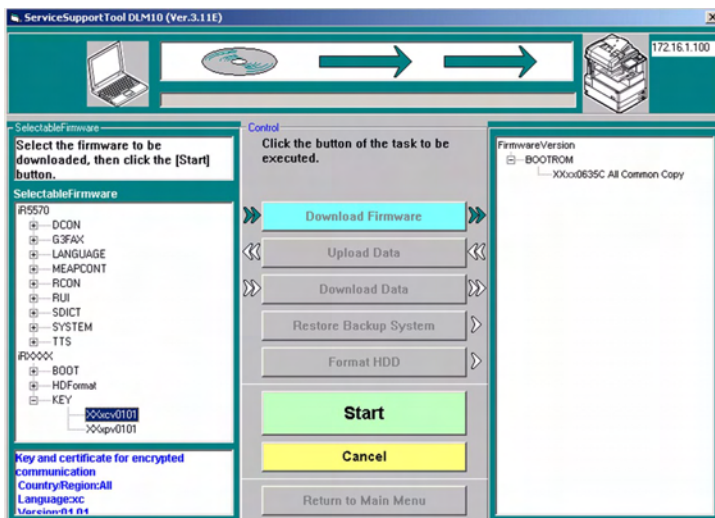 ServiceSupportTool DLM10 (Ver.3.11E)
172.16.1.100
SelectableFirmware
Select the firmware to be
downloaded, then click the [Start]
button.
SelectableFirmware
iR5570
DCON
G3FAX
LANGUAGE
MEAPCONT
RCON
RUI
SDICT
SYSTEM
TTS
iRXXXX
BOOT
HDFormat
KEY
XXxcv0101
XXxpv0101
Key and certificate for encrypted
communication
Country/Region:All
Language:xc
Version:01.01
Control
Click the button of the task to be
executed.
Download Firmware
Upload Data
Download Data
Restore Backup System
Format HDD
Start
Cancel
Return to Main Menu
FirmwareVersion
BOOTROM
XXxx0635C All Common Copy